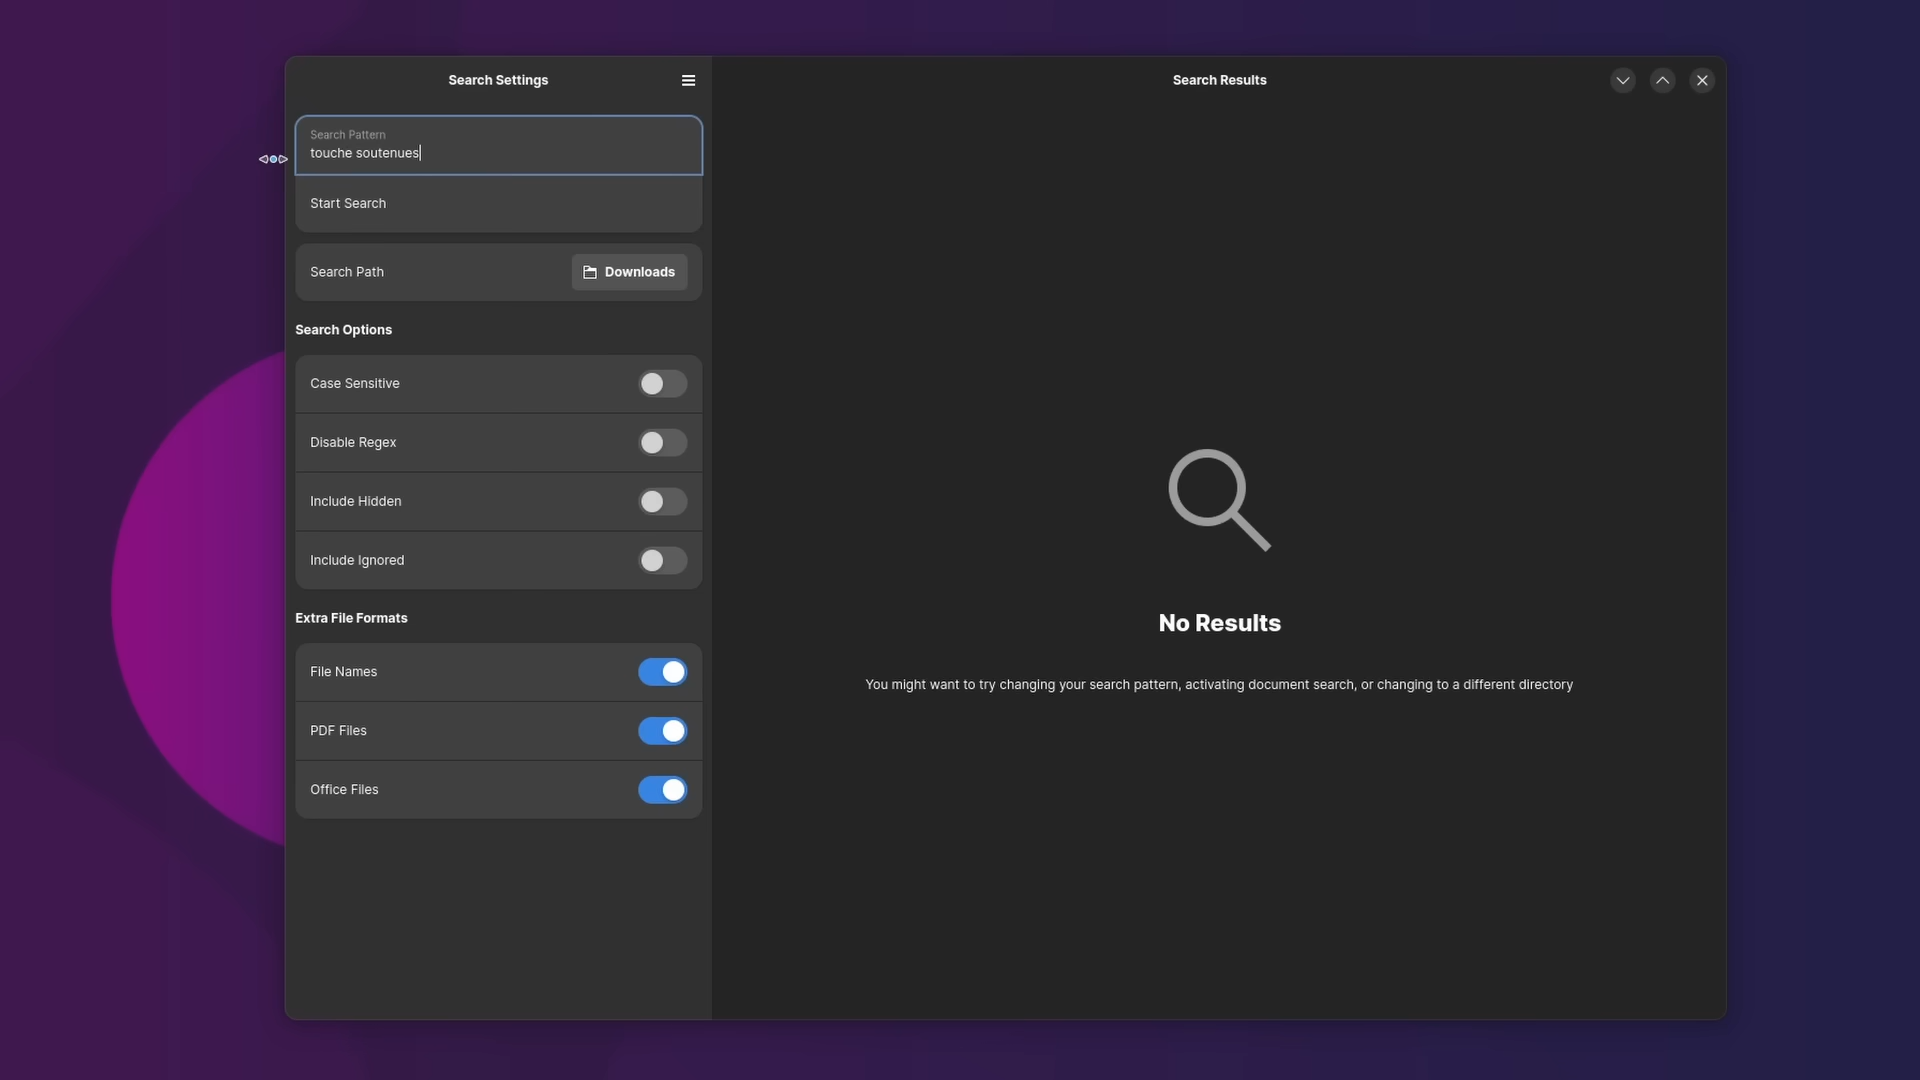 Search Settings
Search Pattern
touche soutenues
Start Search
Search Path
Downloads
Search Options
Case Sensitive
Disable Regex
Include Hidden
Include Ignored
Extra File Formats
File Names
PDF Files
Office Files
Search Results
No Results
You might want to try changing your search pattern, activating document search, or changing to a different directory